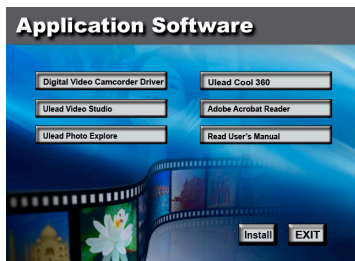 Application Software
Digital Video Camcorder Driver
Ulead Cool 360
Ulead Video Studio
Adobe Acrobat Reader
Ulead Photo Explore
Read User's Manual
Install
EXIT